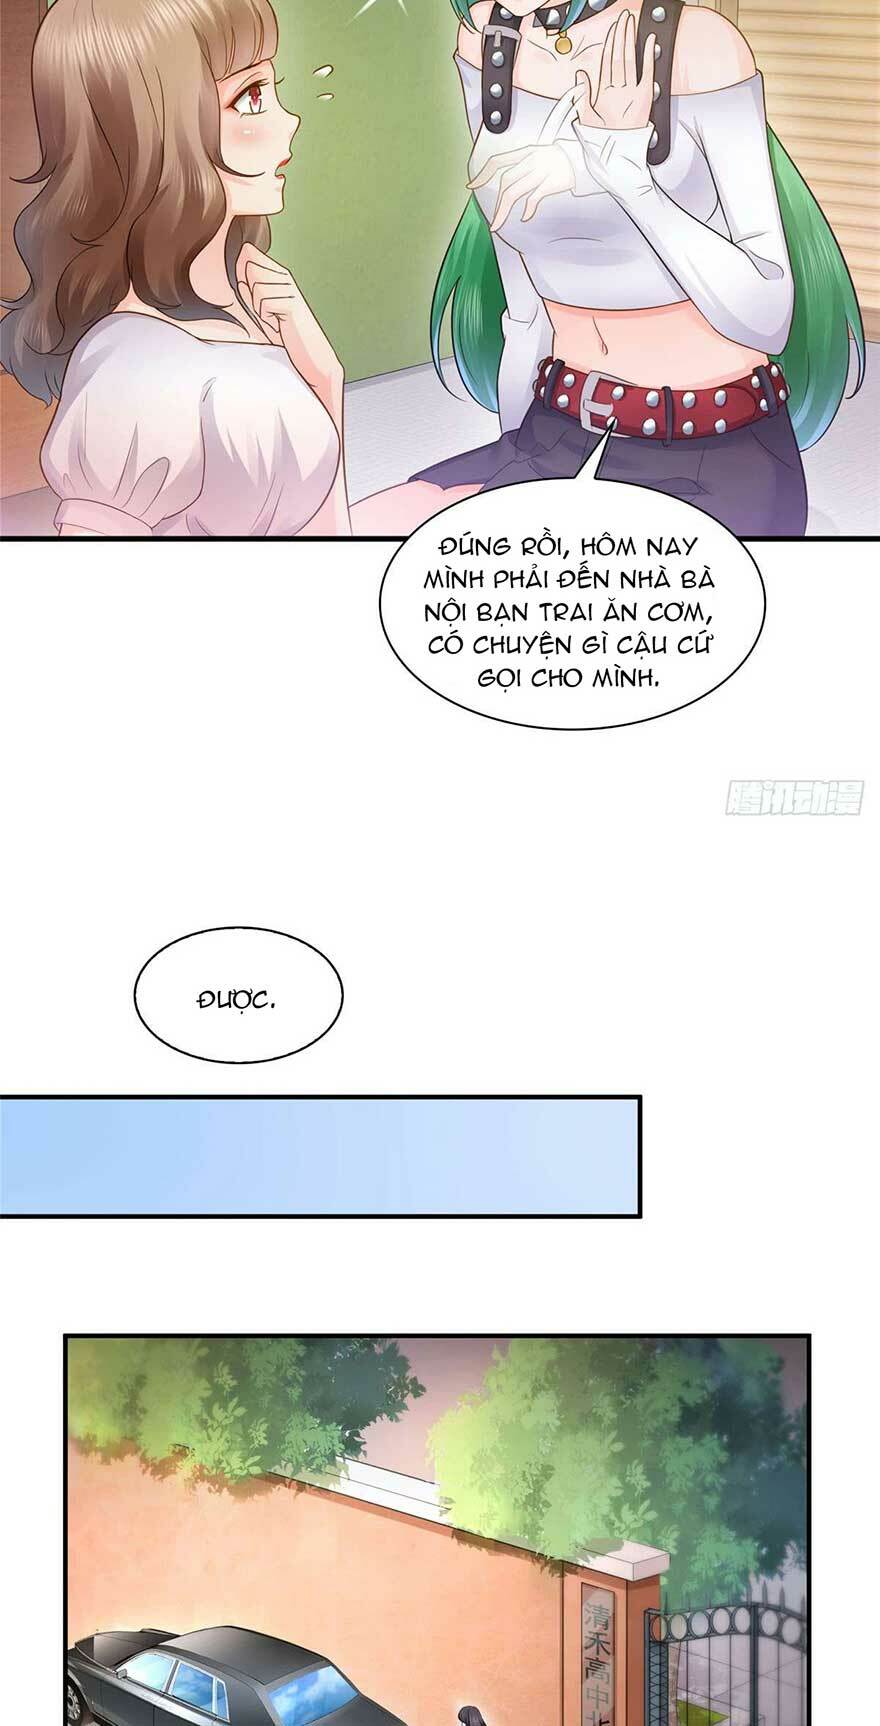 ĐÚNG RỒI, HÔM NAY
MÌNH PHẢI ĐẾN NHÀ BÀ
NỘI BẠN TRAI ĂN CƠM,
CÓ CHUYỆN GÌ CẬU CỨ
GỌI CHO MÌNH.
腾讯动漫
ĐƯỢC.
清禾高中